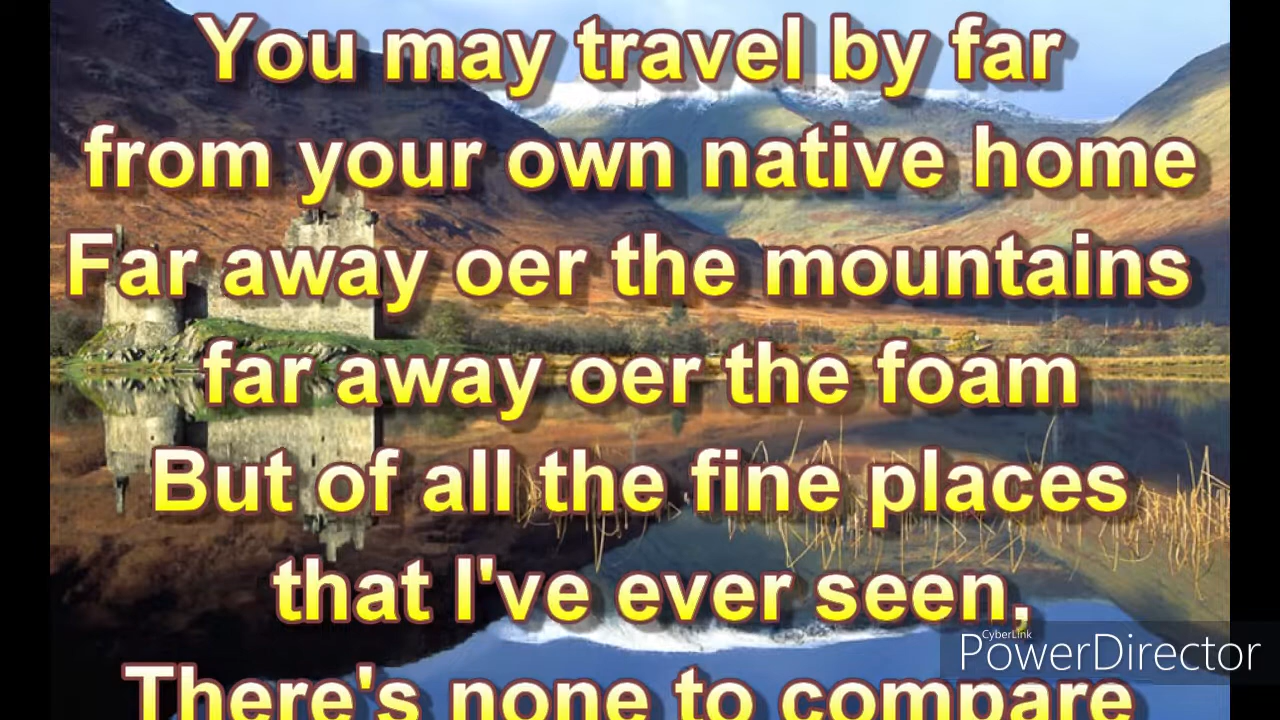 You may travel by far
from your own native home
Far away oer the mountains
far away oer the foam
But of all the fine places
that I've ever seen,
There's none to compare
CyberLink
PowerDirector